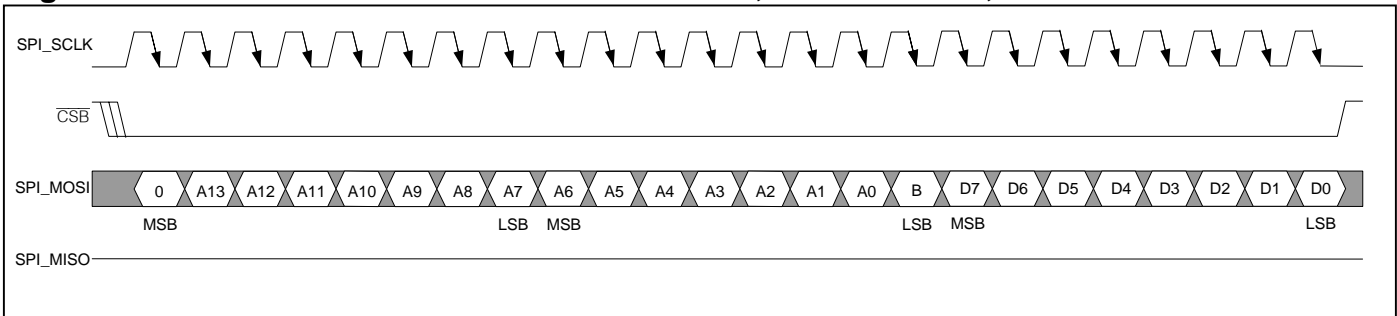 SPI_SCLK
CSB
SPI_MOSI 0 A13 A12 A11 A10 A9 A8 A7 A6 A5 A4 A3 A2 A1 A0 B D7 D6 D5 D4 D3 D2 D1 D0
MSB LSB MSB LSB MSB LSB
SPI_MISO